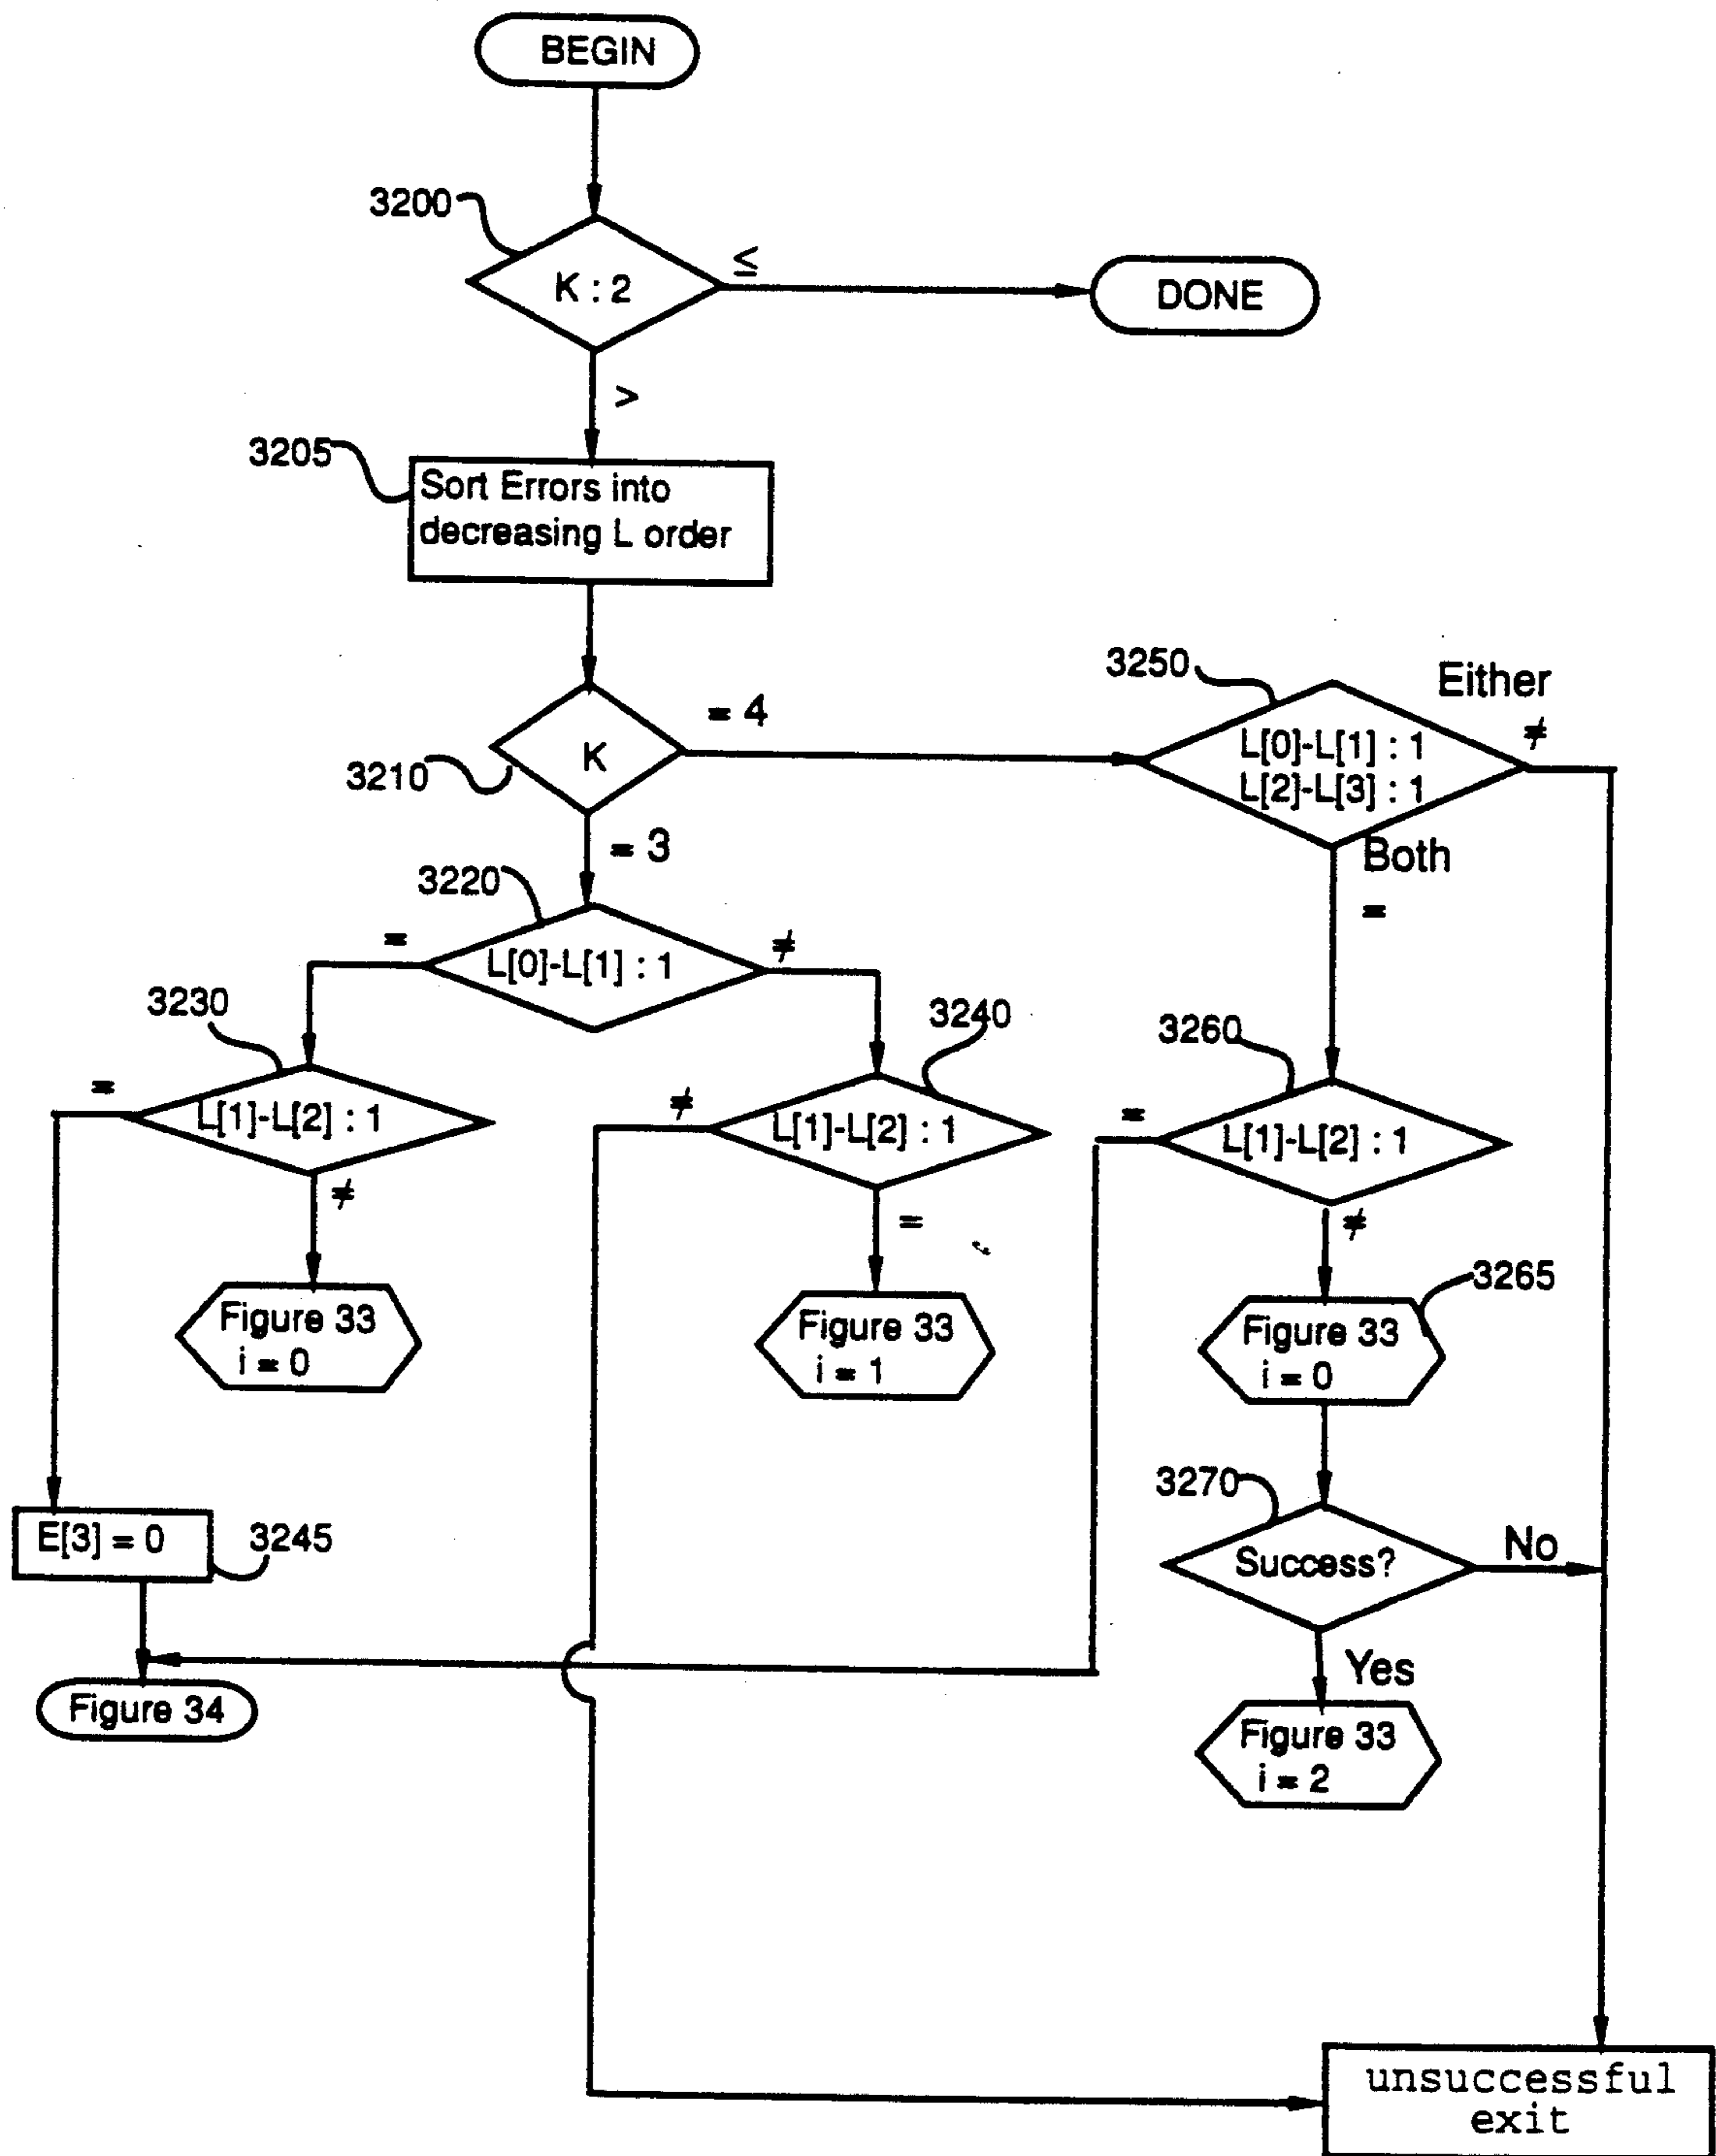 BEGIN
3200
K : 2
≤
DONE
>
3205
Sort Errors into
decreasing L order
3210
K
= 4
3250
Either
≠
L[0]-L[1] : 1
L[2]-L[3] : 1
Both
=
= 3
3220
=
L[0]-L[1] : 1
≠
3230
=
L[1]-L[2] : 1
≠
3240
≠
L[1]-L[2] : 1
=
3260
=
L[1]-L[2] : 1
≠
Figure 33
i = 0
Figure 33
i = 1
3265
Figure 33
i = 0
3270
Success?
No
Yes
E[3] = 0
3245
Figure 34
Figure 33
i = 2
unsuccessful
exit